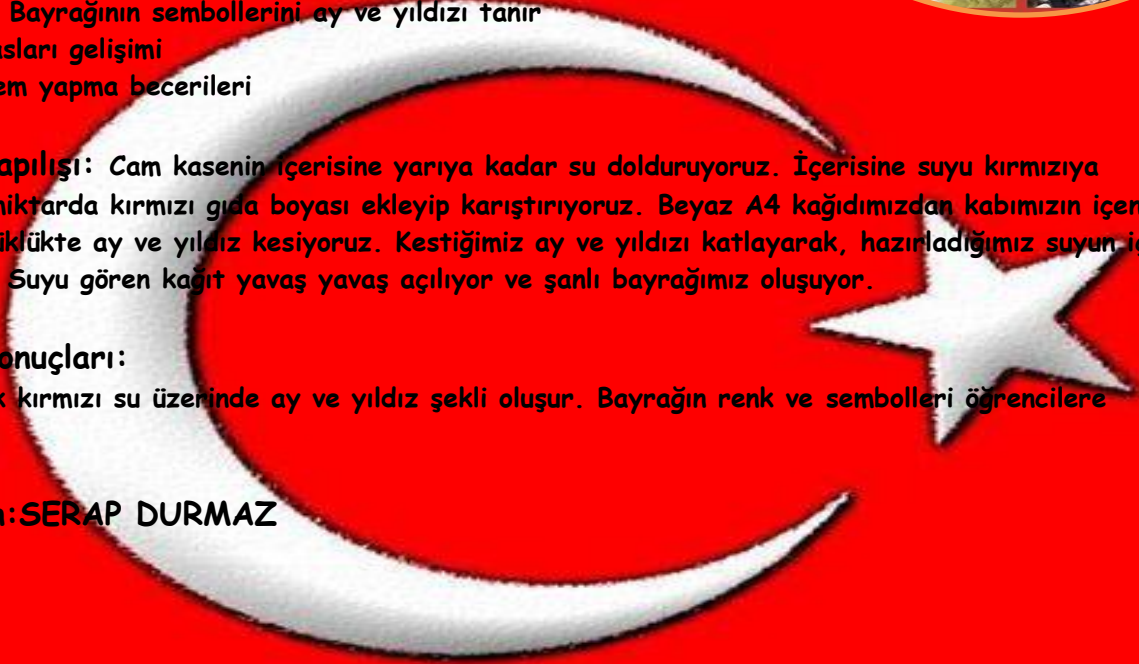 Bayrağının sembollerini ay ve yıldızı tanır
asları gelişimi
em yapma becerileri
apılışı: Cam kasenin içerisine yarıya kadar su dolduruyoruz. İçerisine suyu kırmızıya
miktarda kırmızı gıda boyası ekleyip karıştırıyoruz. Beyaz A4 kağıdımızdan kabımızın içen
üklükte ay ve yıldız kesiyoruz. Kestiğimiz ay ve yıldızı katlayarak, hazırladığımız suyun iç
Suyu gören kağıt yavaş yavaş açılıyor ve şanlı bayrağımız oluşuyor.
onuçları:
k kırmızı su üzerinde ay ve yıldız şekli oluşur. Bayrağın renk ve sembolleri öğrencilere
n:SERAP DURMAZ